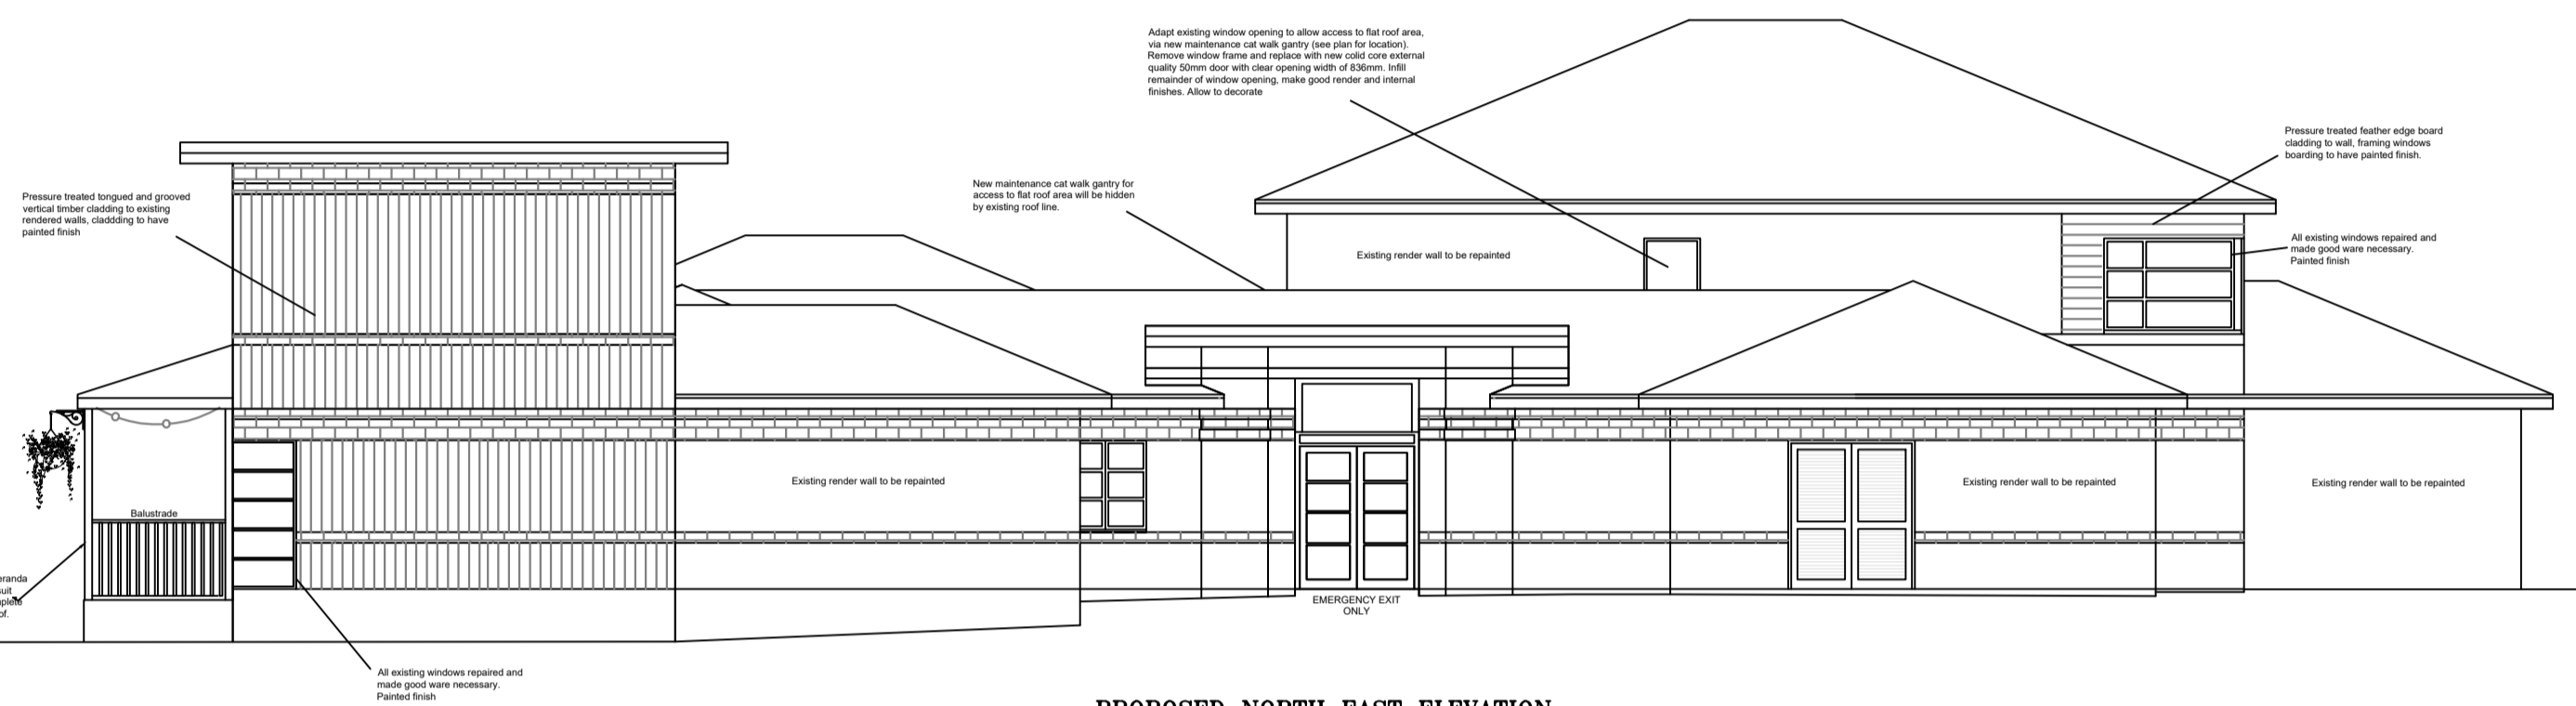 Adapt existing window opening to allow access to flat roof area,
via new maintenance cat walk gantry (see plan for location).
Remove window frame and replace with new colid core external
quality 50mm door with clear opening width of 836mm. Infill
remainder of window opening, make good render and internal
finishes. Allow to decorate
Pressure treated feather edge board
cladding to wall, framing windows
boarding to have painted finish.
New maintenance cat walk gantry for
access to flat roof area will be hidden
by existing roof line.
Pressure treated tongued and grooved
vertical timber cladding to existing
rendered walls, claddding to have
painted finish
Existing render wall to be repainted
All existing windows repaired and
made good ware necessary.
Painted finish
Existing render wall to be repainted
Existing render wall to be repainted
Existing render wall to be repainted
Balustrade
eranda
suit
plete
of.
EMERGENCY EXIT
ONLY
All existing windows repaired and
made good ware necessary.
Painted finish
PROPOSED NORTH EAST ELEVATION